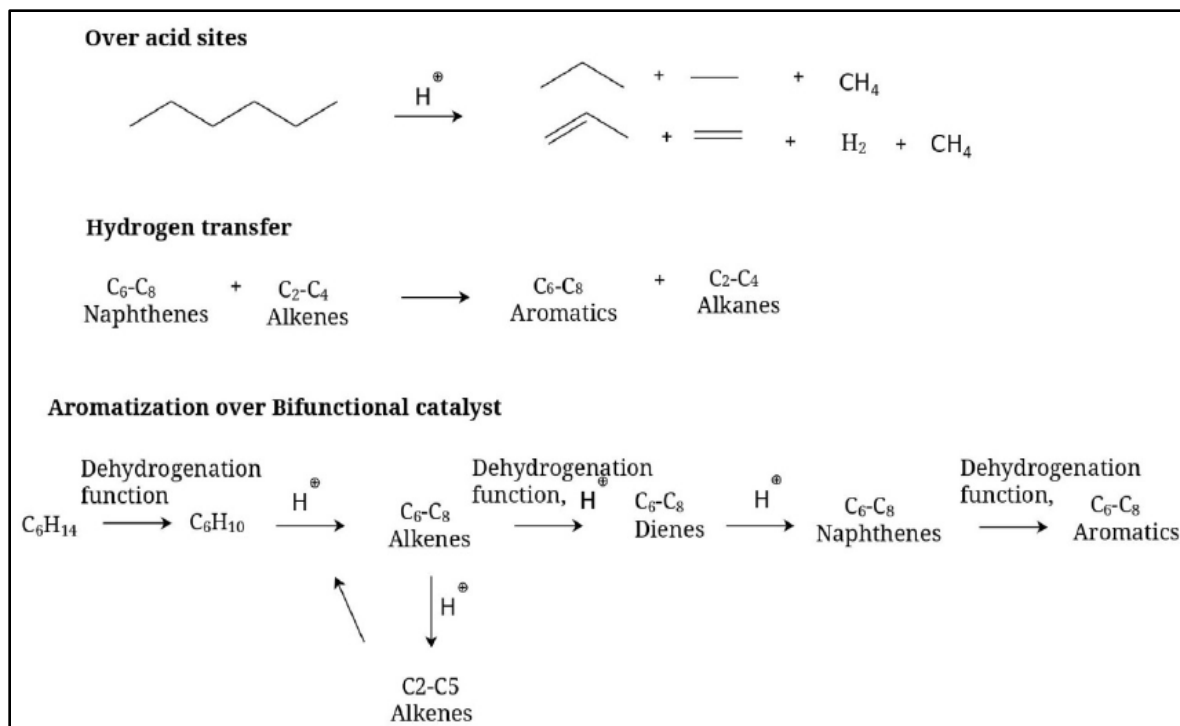 Over acid sites
H⊕
+ + CH₄
+ + H₂ + CH₄
Hydrogen transfer
C₆-C₈ + C₂-C₄ C₆-C₈ + C₂-C₄
Naphthenes Alkenes Aromatics Alkanes
Aromatization over Bifunctional catalyst
Dehydrogenation Dehydrogenation Dehydrogenation
function H⊕ function, H⊕ H⊕ function,
C₆H₁₄ C₆H₁₀ C₆-C₈ C₆-C₈ C₆-C₈ C₆-C₈
Alkenes Dienes Naphthenes Aromatics
H⊕
C2-C5
Alkenes